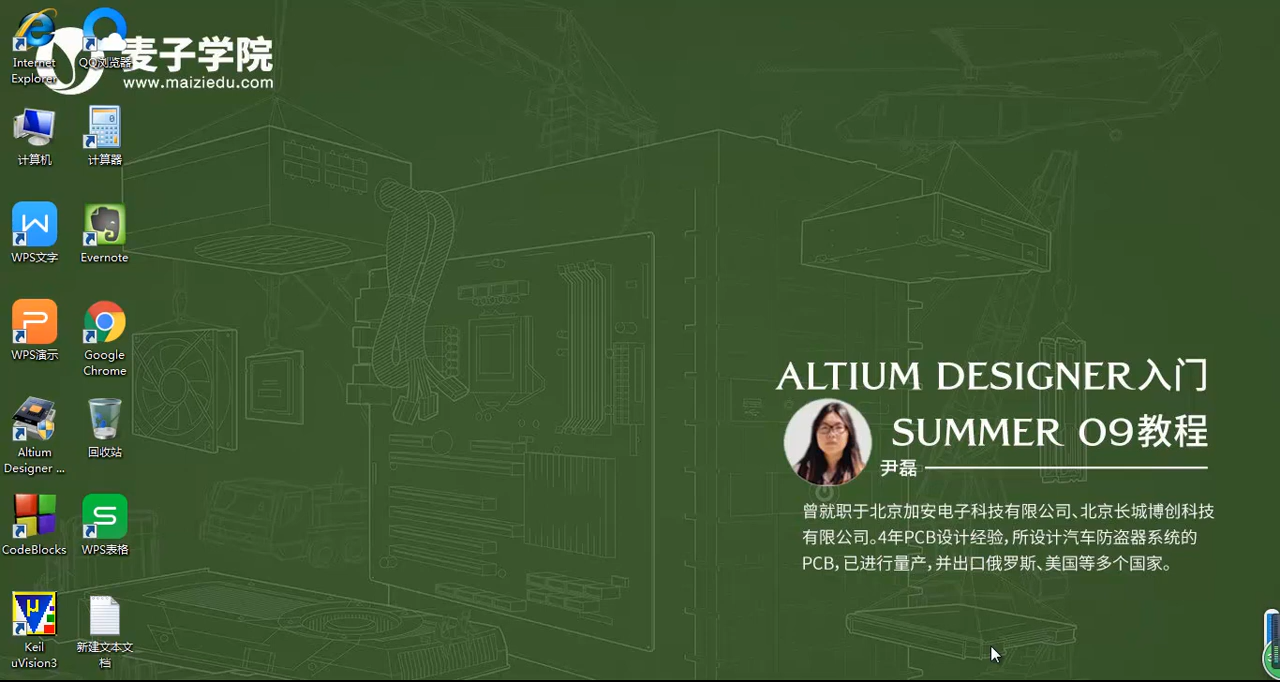 麦子学院
www.maiziedu.com
Internet
Explorer
QQ浏览器
计算机
计算器
WPS文字
Evernote
WPS演示
Google
Chrome
Altium
Designer ...
回收站
CodeBlocks
WPS表格
Keil
uVision3
新建文本文
档
ALTIUM DESIGNER入门
SUMMER 09教程
尹磊
曾就职于北京加安电子科技有限公司、北京长城博创科技
有限公司。4年PCB设计经验,所设计汽车防盗器系统的
PCB,已进行量产,并出口俄罗斯、美国等多个国家。